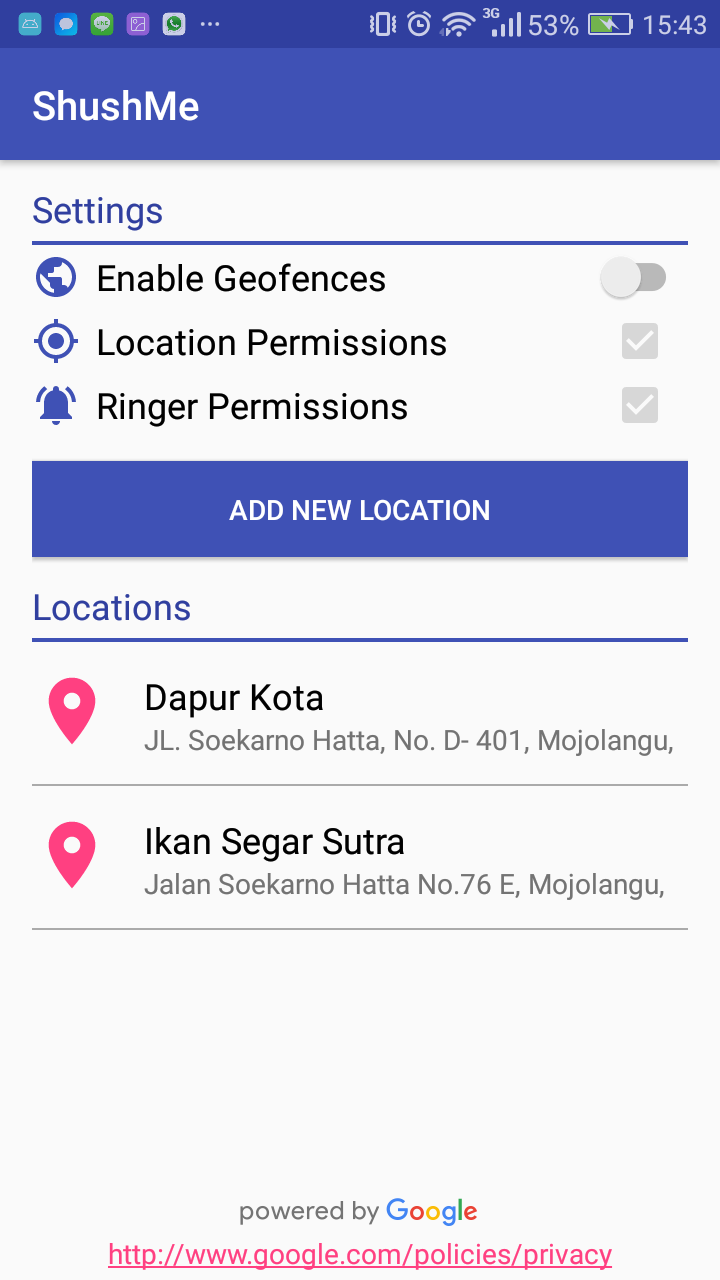 3G 53% 15:43
ShushMe
Settings
Enable Geofences
Location Permissions
Ringer Permissions
ADD NEW LOCATION
Locations
Dapur Kota
JL. Soekarno Hatta, No. D- 401, Mojolangu,
Ikan Segar Sutra
Jalan Soekarno Hatta No.76 E, Mojolangu,
powered by Google
http://www.google.com/policies/privacy